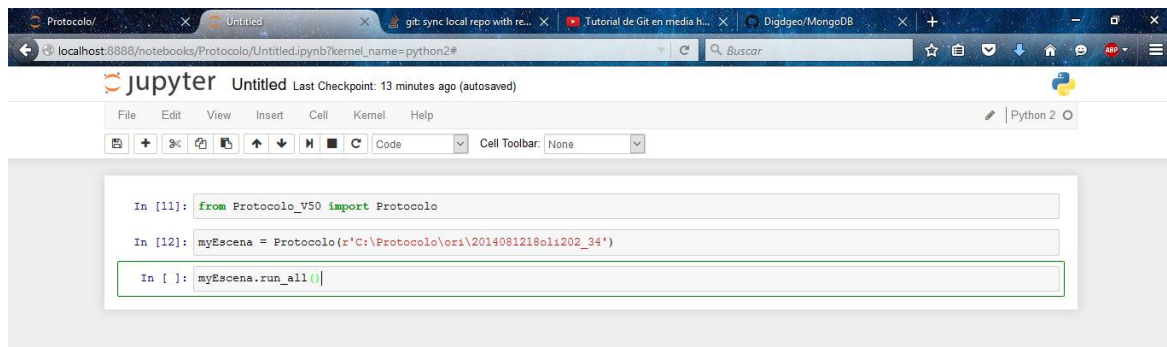 Protocolo/
Untitled
git: sync local repo with re...
Tutorial de Git en media h...
Digdgeo/MongoDB
localhost:8888/notebooks/Protocolo/Untitled.ipynb?kernel_name=python2#
Buscar
ABP
jupyter Untitled Last Checkpoint: 13 minutes ago (autosaved)
File Edit View Insert Cell Kernel Help
Python 2
Code
Cell Toolbar: None
In [11]: from Protocolo_V50 import Protocolo
In [12]: myEscena = Protocolo(r'C:\Protocolo\ori\20140812l8oli202_34')
In [ ]: myEscena.run_all()